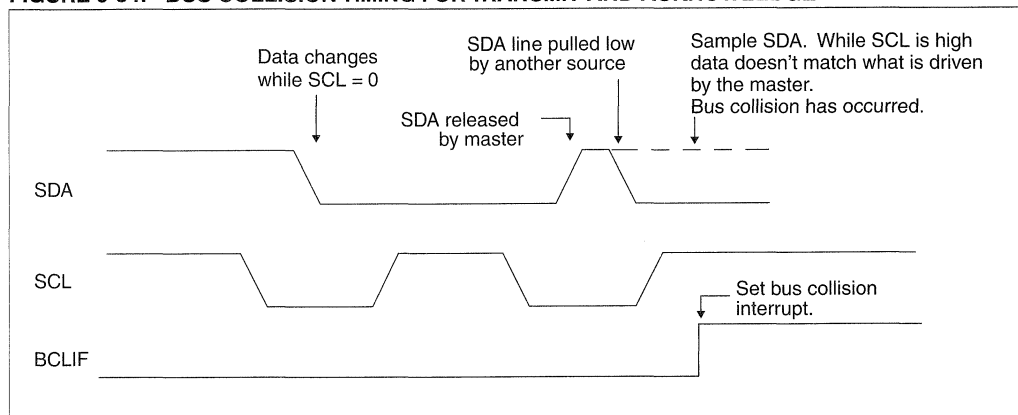 Data changes
while SCL = 0
SDA line pulled low
by another source
Sample SDA. While SCL is high
data doesn't match what is driven
by the master.
Bus collision has occurred.
SDA released
by master
SDA
SCL
Set bus collision
interrupt.
BCLIF